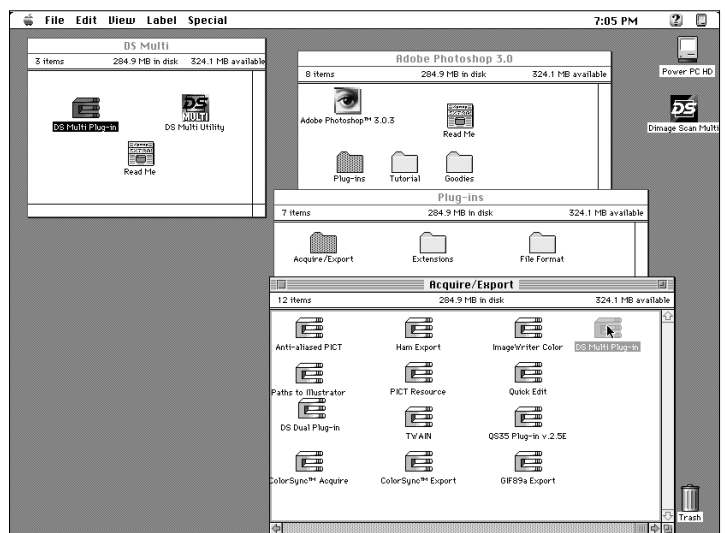 File Edit View Label Special 7:05 PM
DS Multi
3 items 284.9 MB in disk 324.1 MB available
DS Multi Plug-in
DS MULTI
DS Multi Utility
Read Me
Adobe Photoshop 3.0
8 items 284.9 MB in disk 324.1 MB available
Adobe Photoshop™ 3.0.3
Read Me
Plug-ins Tutorial Goodies
Power PC HD
DS
Dimage Scan Multi
Plug-ins
7 items 284.9 MB in disk 324.1 MB available
Acquire/Export Extensions File Format
Acquire/Export
12 items 284.9 MB in disk 324.1 MB available
Anti-aliased PICT Ham Export ImageWriter Color DS Multi Plug-in
Paths to Illustrator PICT Resource Quick Edit
DS Dual Plug-in TWAIN QS35 Plug-in v.2.5E
ColorSync™ Acquire ColorSync™ Export GIF89a Export
Trash